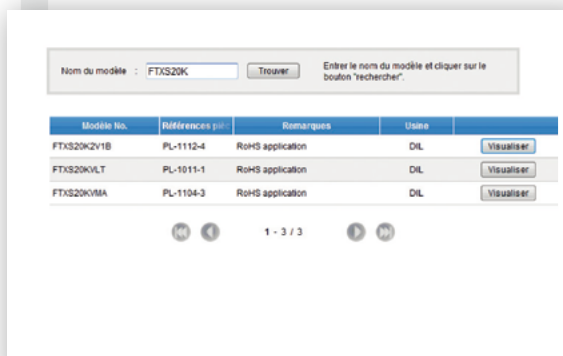 Nom du modèle : FTXS20K Trouver Entrer le nom du modèle et cliquer sur le
bouton "rechercher".
Modèle No. Références pièc Remarques Usine
FTXS20K2V1B PL-1112-4 RoHS application DIL Visualiser
FTXS20KVLT PL-1011-1 RoHS application DIL Visualiser
FTXS20KVMA PL-1104-3 RoHS application DIL Visualiser
1 - 3 / 3